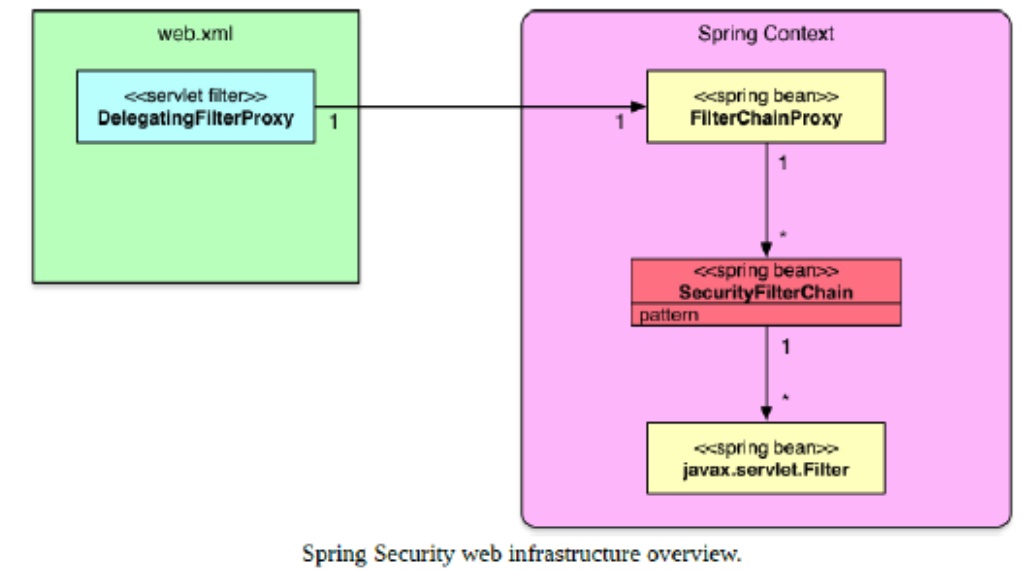 web.xml
<<servlet filter>>
DelegatingFilterProxy
1
1
Spring Context
<<spring bean>>
FilterChainProxy
1
*
<<spring bean>>
SecurityFilterChain
pattern
1
*
<<spring bean>>
javax.servlet.Filter
Spring Security web infrastructure overview.